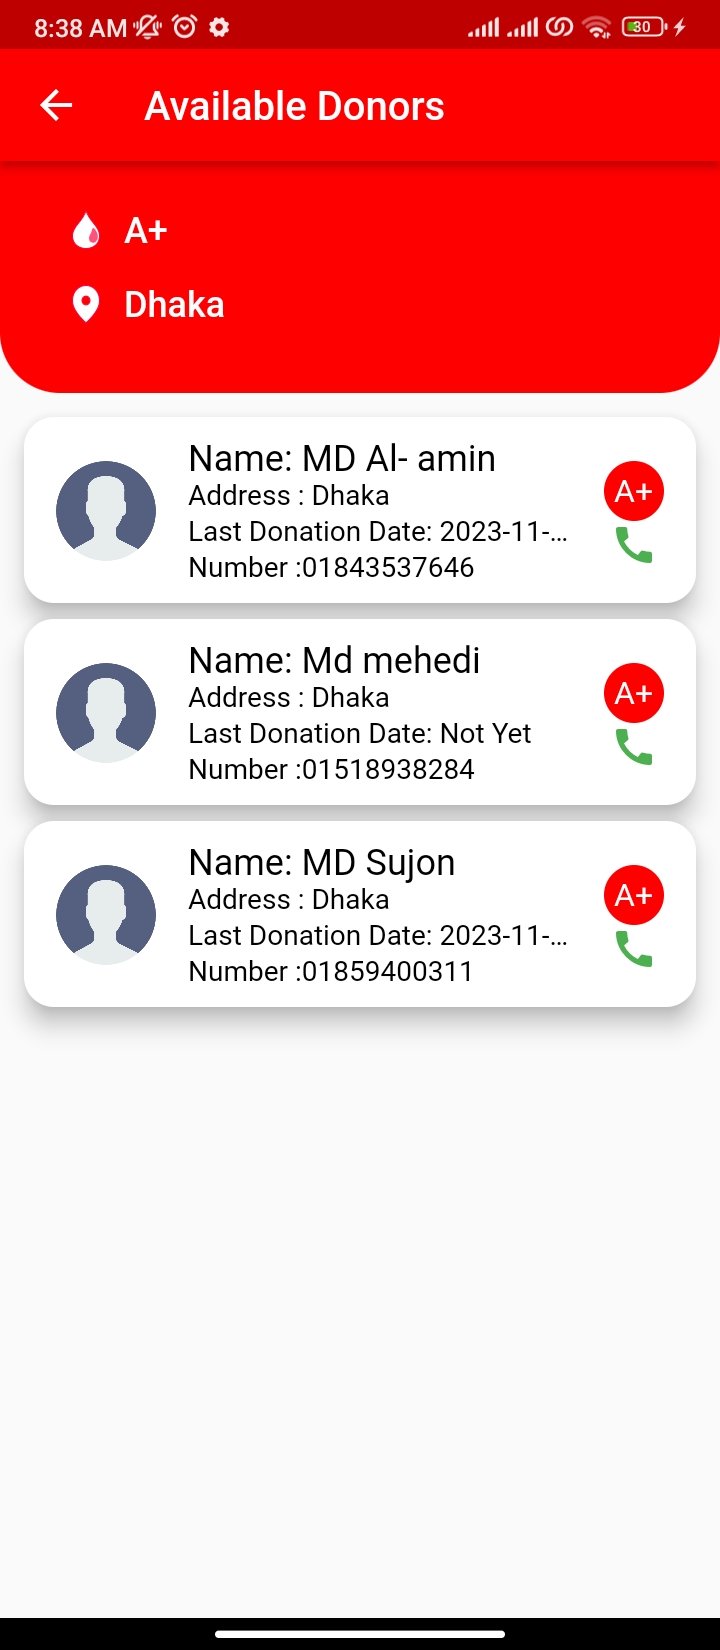 8:38 AM
30
Available Donors
A+
Dhaka
Name: MD Al- amin
Address : Dhaka
Last Donation Date: 2023-11-...
Number :01843537646
A+
Name: Md mehedi
Address : Dhaka
Last Donation Date: Not Yet
Number :01518938284
A+
Name: MD Sujon
Address : Dhaka
Last Donation Date: 2023-11-...
Number :01859400311
A+